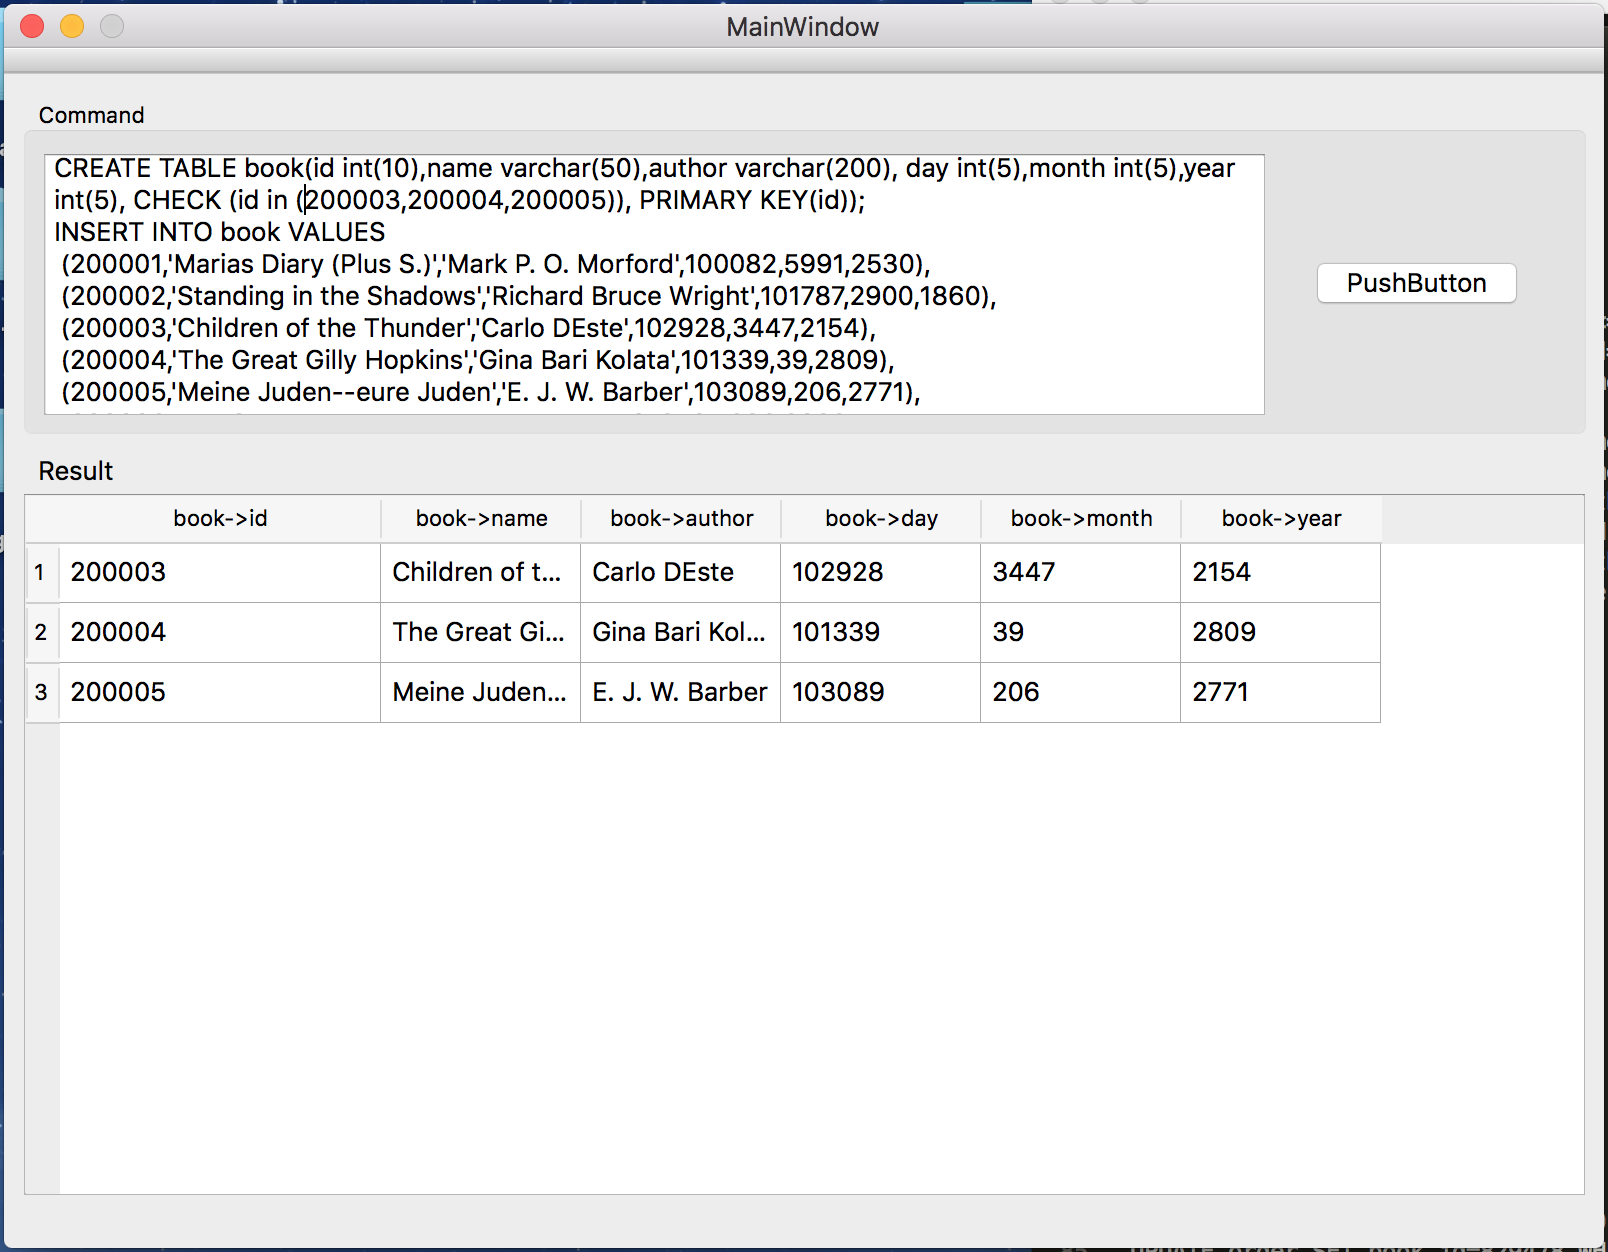 MainWindow
Command
CREATE TABLE book(id int(10),name varchar(50),author varchar(200), day int(5),month int(5),year
int(5), CHECK (id in (200003,200004,200005)), PRIMARY KEY(id));
INSERT INTO book VALUES
(200001,'Marias Diary (Plus S.)','Mark P. O. Morford',100082,5991,2530),
(200002,'Standing in the Shadows','Richard Bruce Wright',101787,2900,1860),
(200003,'Children of the Thunder','Carlo DEste',102928,3447,2154),
(200004,'The Great Gilly Hopkins','Gina Bari Kolata',101339,39,2809),
(200005,'Meine Juden--eure Juden','E. J. W. Barber',103089,206,2771),
PushButton
Result
book->id book->name book->author book->day book->month book->year
1 200003 Children of t... Carlo DEste 102928 3447 2154
2 200004 The Great Gi... Gina Bari Kol... 101339 39 2809
3 200005 Meine Juden... E. J. W. Barber 103089 206 2771